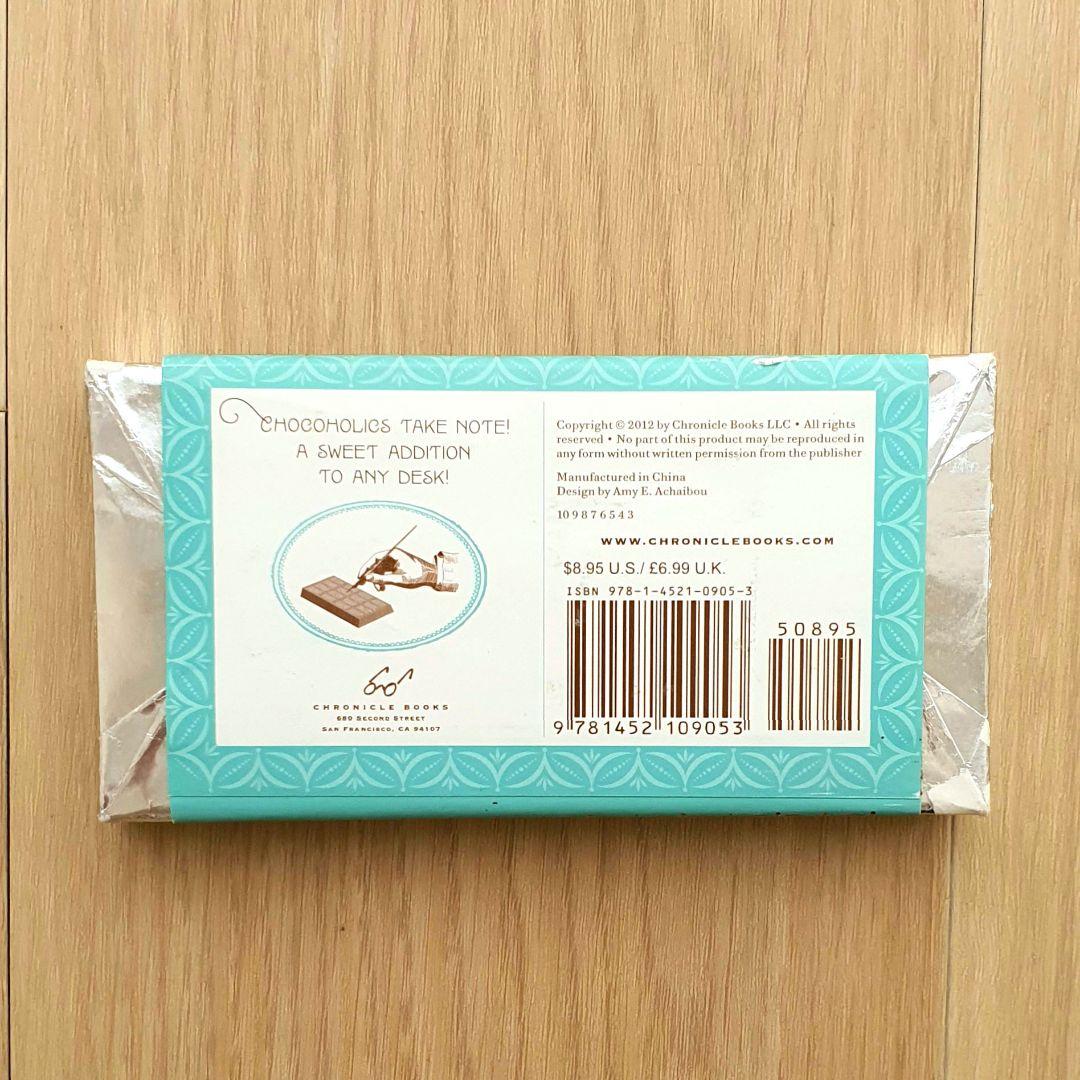 CHOCOHOLICS TAKE NOTE!
A SWEET ADDITION
TO ANY DESK!
CHRONICLE BOOKS
680 SECOND STREET
SAN FRANCISCO, CA 94107
Copyright © 2012 by Chronicle Books LLC • All rights
reserved • No part of this product may be reproduced in
any form without written permission from the publisher
Manufactured in China
Design by Amy E. Achaibou
10 9 8 7 6 5 4 3
WWW.CHRONICLEBOOKS.COM
$8.95 U.S./ £6.99 U.K.
ISBN 978-1-4521-0905-3
50895
9 781452 109053